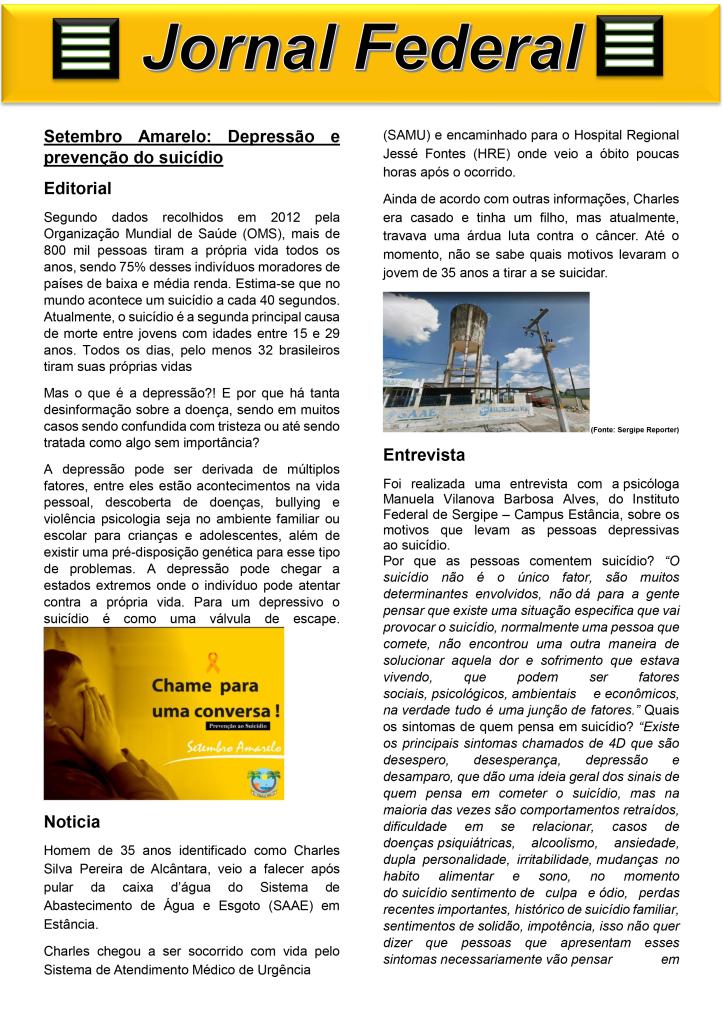 Jornal Federal
Setembro Amarelo: Depressão e
prevenção do suicídio
Editorial
Segundo dados recolhidos em 2012 pela
Organização Mundial de Saúde (OMS), mais de
800 mil pessoas tiram a própria vida todos os
anos, sendo 75% desses indivíduos moradores de
países de baixa e média renda. Estima-se que no
mundo acontece um suicídio a cada 40 segundos.
Atualmente, o suicídio é a segunda principal causa
de morte entre jovens com idades entre 15 e 29
anos. Todos os dias, pelo menos 32 brasileiros
tiram suas próprias vidas
Mas o que é a depressão?! E por que há tanta
desinformação sobre a doença, sendo em muitos
casos sendo confundida com tristeza ou até sendo
tratada como algo sem importância?
A depressão pode ser derivada de múltiplos
fatores, entre eles estão acontecimentos na vida
pessoal, descoberta de doenças, bullying e
violência psicologia seja no ambiente familiar ou
escolar para crianças e adolescentes, além de
existir uma pré-disposição genética para esse tipo
de problemas. A depressão pode chegar a
estados extremos onde o indivíduo pode atentar
contra a própria vida. Para um depressivo o
suicídio é como uma válvula de escape.
Chame para
uma conversa !
Prevenção ao Suicídio
Setembro Amarelo
Noticia
Homem de 35 anos identificado como Charles
Silva Pereira de Alcântara, veio a falecer após
pular da caixa d'água do Sistema de
Abastecimento de Água e Esgoto (SAAE) em
Estância.
Charles chegou a ser socorrido com vida pelo
Sistema de Atendimento Médico de Urgência
(SAMU) e encaminhado para o Hospital Regional
Jessé Fontes (HRE) onde veio a óbito poucas
horas após o ocorrido.
Ainda de acordo com outras informações, Charles
era casado e tinha um filho, mas atualmente,
travava uma árdua luta contra o câncer. Até o
momento, não se sabe quais motivos levaram o
jovem de 35 anos a tirar a se suicidar.
SAAE
(Fonte: Sergipe Reporter)
Entrevista
Foi realizada uma entrevista com a psicóloga
Manuela Vilanova Barbosa Alves, do Instituto
Federal de Sergipe – Campus Estância, sobre os
motivos que levam as pessoas depressivas
ao suicídio.
Por que as pessoas comentem suicídio? “O
suicídio não é o único fator, são muitos
determinantes envolvidos, não dá para a gente
pensar que existe uma situação especifica que vai
provocar o suicídio, normalmente uma pessoa que
comete, não encontrou uma outra maneira de
solucionar aquela dor e sofrimento que estava
vivendo, que podem ser fatores
sociais, psicológicos, ambientais e econômicos,
na verdade tudo é uma junção de fatores.” Quais
os sintomas de quem pensa em suicídio? “Existe
os principais sintomas chamados de 4D que são
desespero, desesperança, depressão e
desamparo, que dão uma ideia geral dos sinais de
quem pensa em cometer o suicídio, mas na
maioria das vezes são comportamentos retraídos,
dificuldade em se relacionar, casos de
doenças psiquiátricas, alcoolismo, ansiedade,
dupla personalidade, irritabilidade, mudanças no
habito alimentar e sono, no momento
do suicídio sentimento de culpa e ódio, perdas
recentes importantes, histórico de suicídio familiar,
sentimentos de solidão, impotência, isso não quer
dizer que pessoas que apresentam esses
sintomas necessariamente vão pensar em